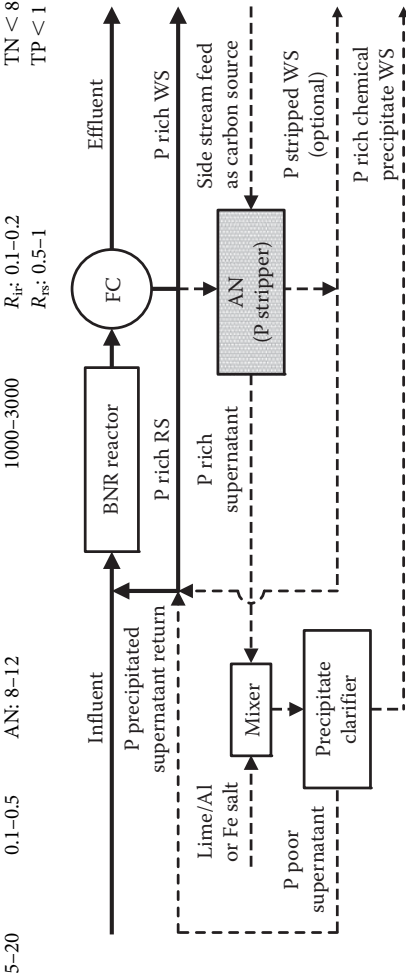 5–20
0.1–0.5
AN: 8–12
1000–3000
R_ir: 0.1–0.2
R_rs: 0.5–1
TN < 8
TP < 1
Influent
BNR reactor
FC
Effluent
P precipitated
supernatant return
P rich RS
P rich WS
Lime/Al
or Fe salt
Mixer
P rich
supernatant
AN
(P stripper)
Side stream feed
as carbon source
P stripped WS
(optional)
P poor
supernatant
Precipitate
clarifier
P rich chemical
precipitate WS